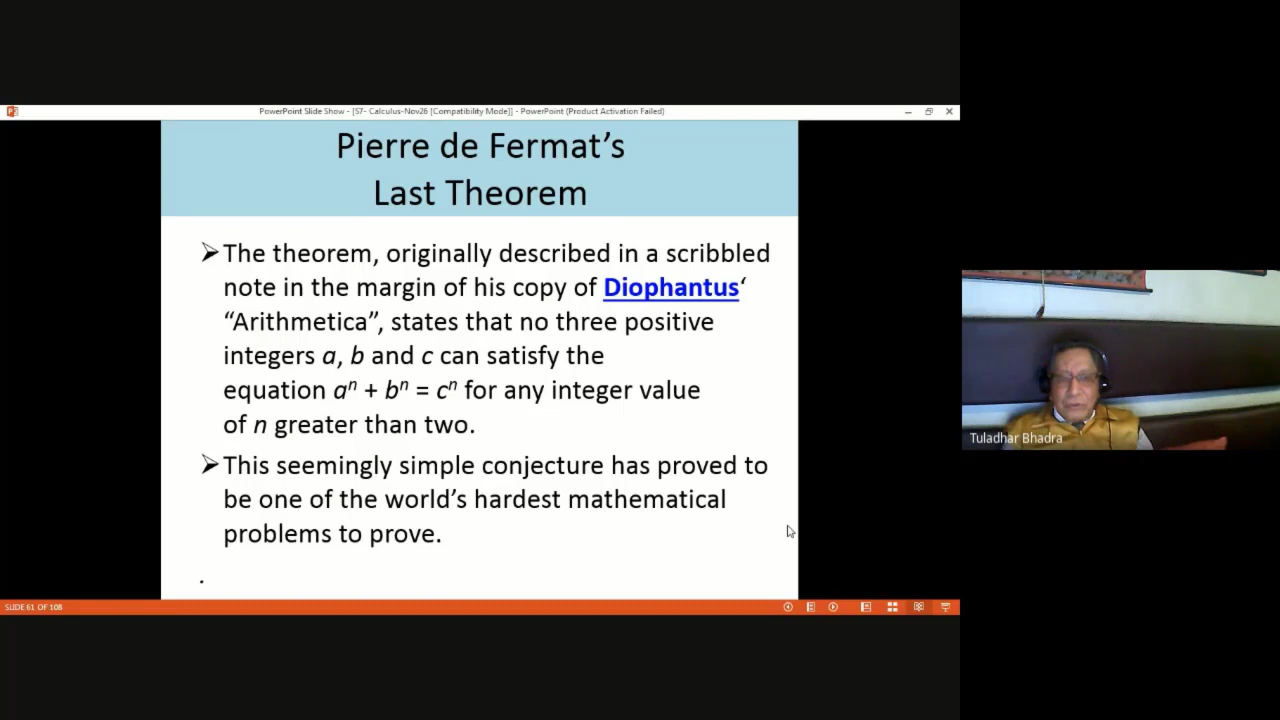 PowerPoint Slide Show - [S7- Calculus-Nov26 [Compatibility Mode]] - PowerPoint (Product Activation Failed)
Pierre de Fermat’s
Last Theorem
➢The theorem, originally described in a scribbled
note in the margin of his copy of Diophantus‘
“Arithmetica”, states that no three positive
integers a, b and c can satisfy the
equation aⁿ + bⁿ = cⁿ for any integer value
of n greater than two.
➢This seemingly simple conjecture has proved to
be one of the world’s hardest mathematical
problems to prove.
.
SLIDE 61 OF 108
Tuladhar Bhadra